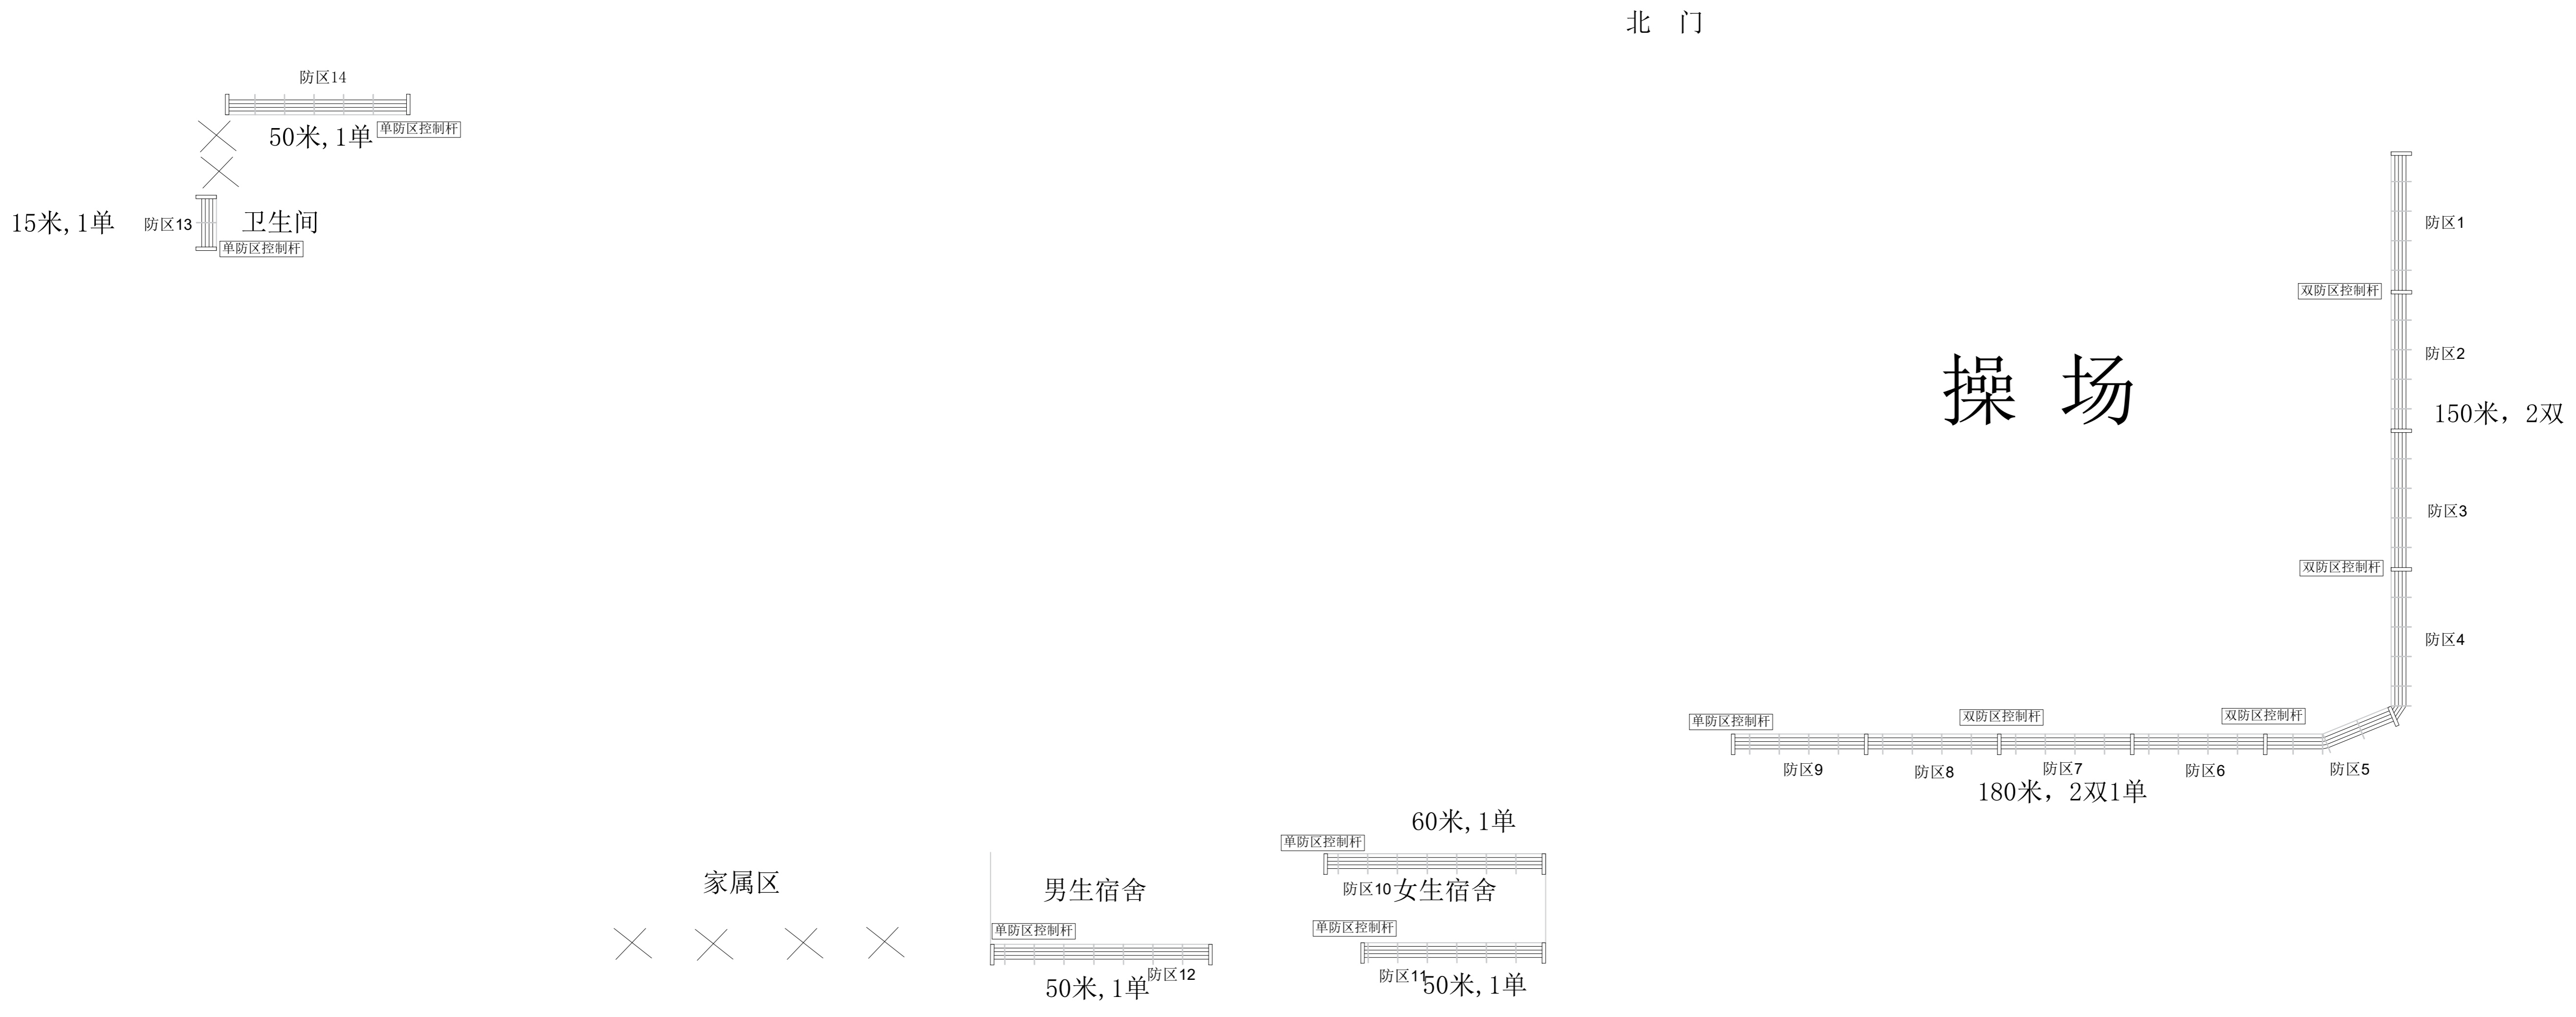 北 门
防区14
50米,1单
单防区控制杆
15米,1单
防区13
卫生间
单防区控制杆
防区1
双防区控制杆
防区2
操 场
150米，2双
防区3
双防区控制杆
防区4
单防区控制杆
双防区控制杆
双防区控制杆
防区9
防区8
防区7
防区6
防区5
180米，2双1单
60米,1单
单防区控制杆
家属区
男生宿舍
防区10
女生宿舍
单防区控制杆
单防区控制杆
防区12
50米,1单
防区11
50米,1单